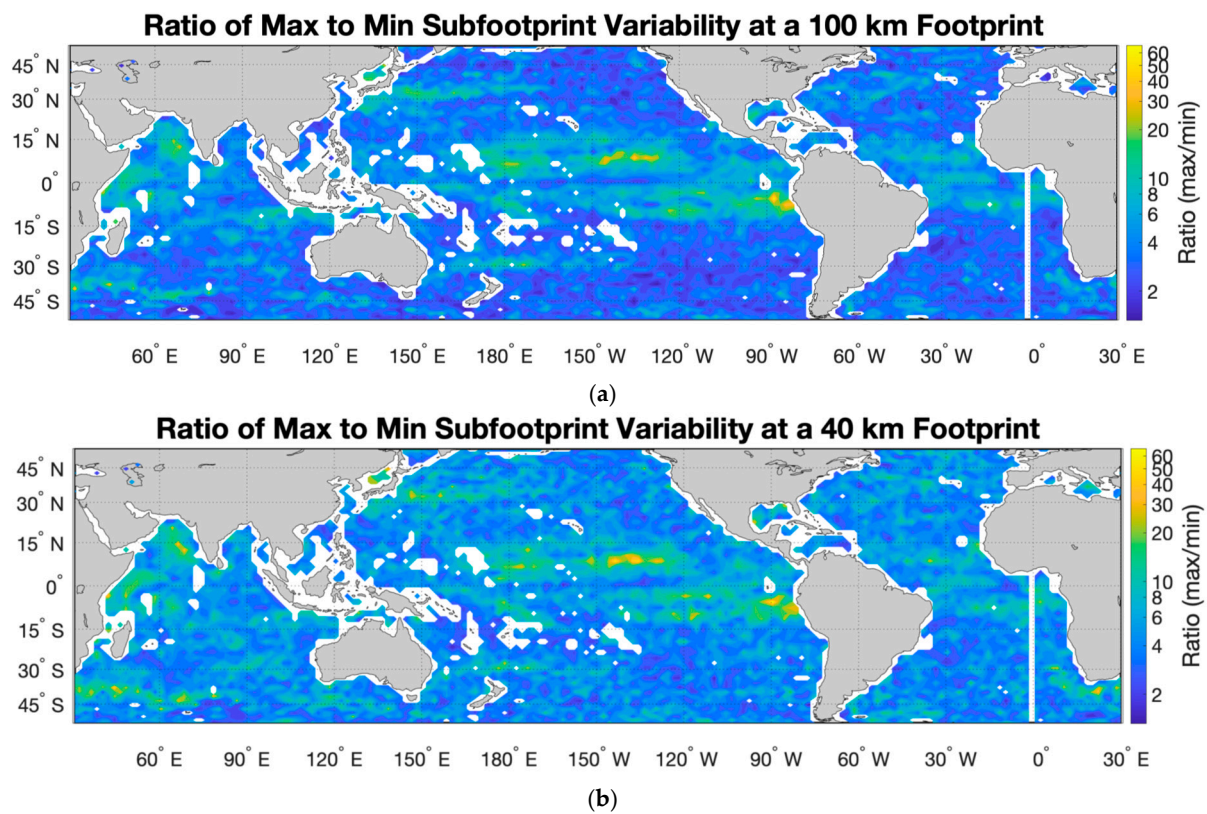 Ratio of Max to Min Subfootprint Variability at a 100 km Footprint
45° N
30° N
15° N
0°
15° S
30° S
45° S
60° E
90° E
120° E
150° E
180° E
150° W
120° W
90° W
60° W
30° W
0°
30° E
60
50
40
30
20
10
8
6
4
2
Ratio (max/min)
(a)
Ratio of Max to Min Subfootprint Variability at a 40 km Footprint
45° N
30° N
15° N
0°
15° S
30° S
45° S
60° E
90° E
120° E
150° E
180° E
150° W
120° W
90° W
60° W
30° W
0°
30° E
60
50
40
30
20
10
8
6
4
2
Ratio (max/min)
(b)